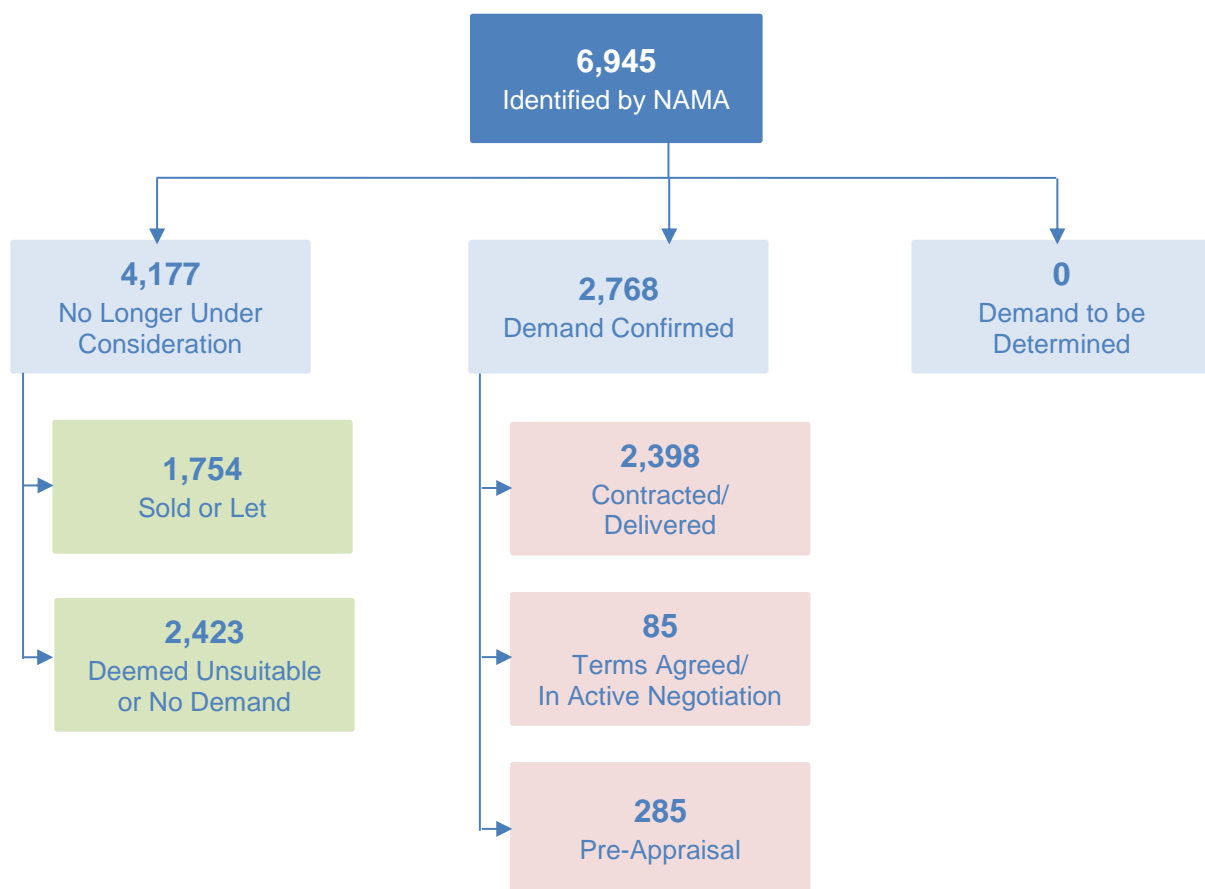 6,945
Identified by NAMA
4,177
No Longer Under
Consideration
2,768
Demand Confirmed
0
Demand to be
Determined
1,754
Sold or Let
2,423
Deemed Unsuitable
or No Demand
2,398
Contracted/
Delivered
85
Terms Agreed/
In Active Negotiation
285
Pre-Appraisal